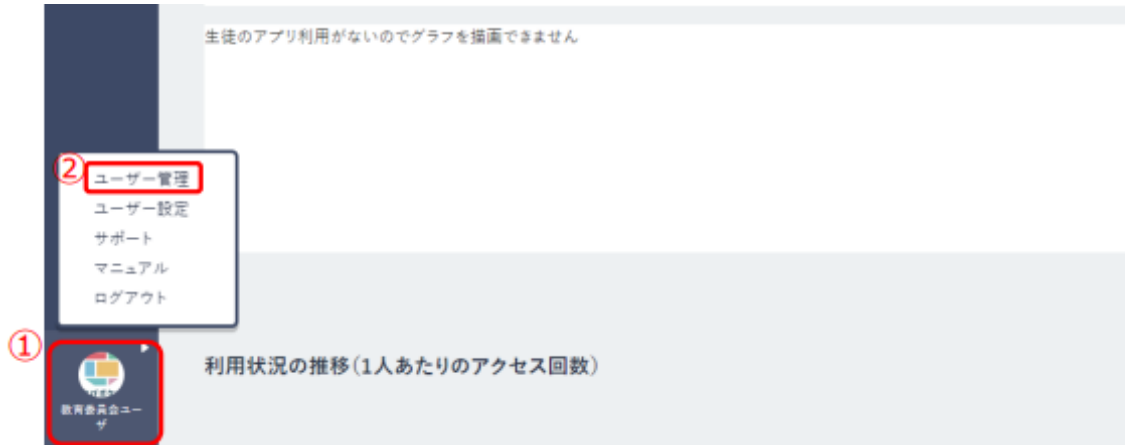 生徒のアプリ利用がないのでグラフを描画できません
②
ユーザー管理
ユーザー設定
サポート
マニュアル
ログアウト
①
利用状況の推移(1人あたりのアクセス回数)
教育委員会ユー
ザ